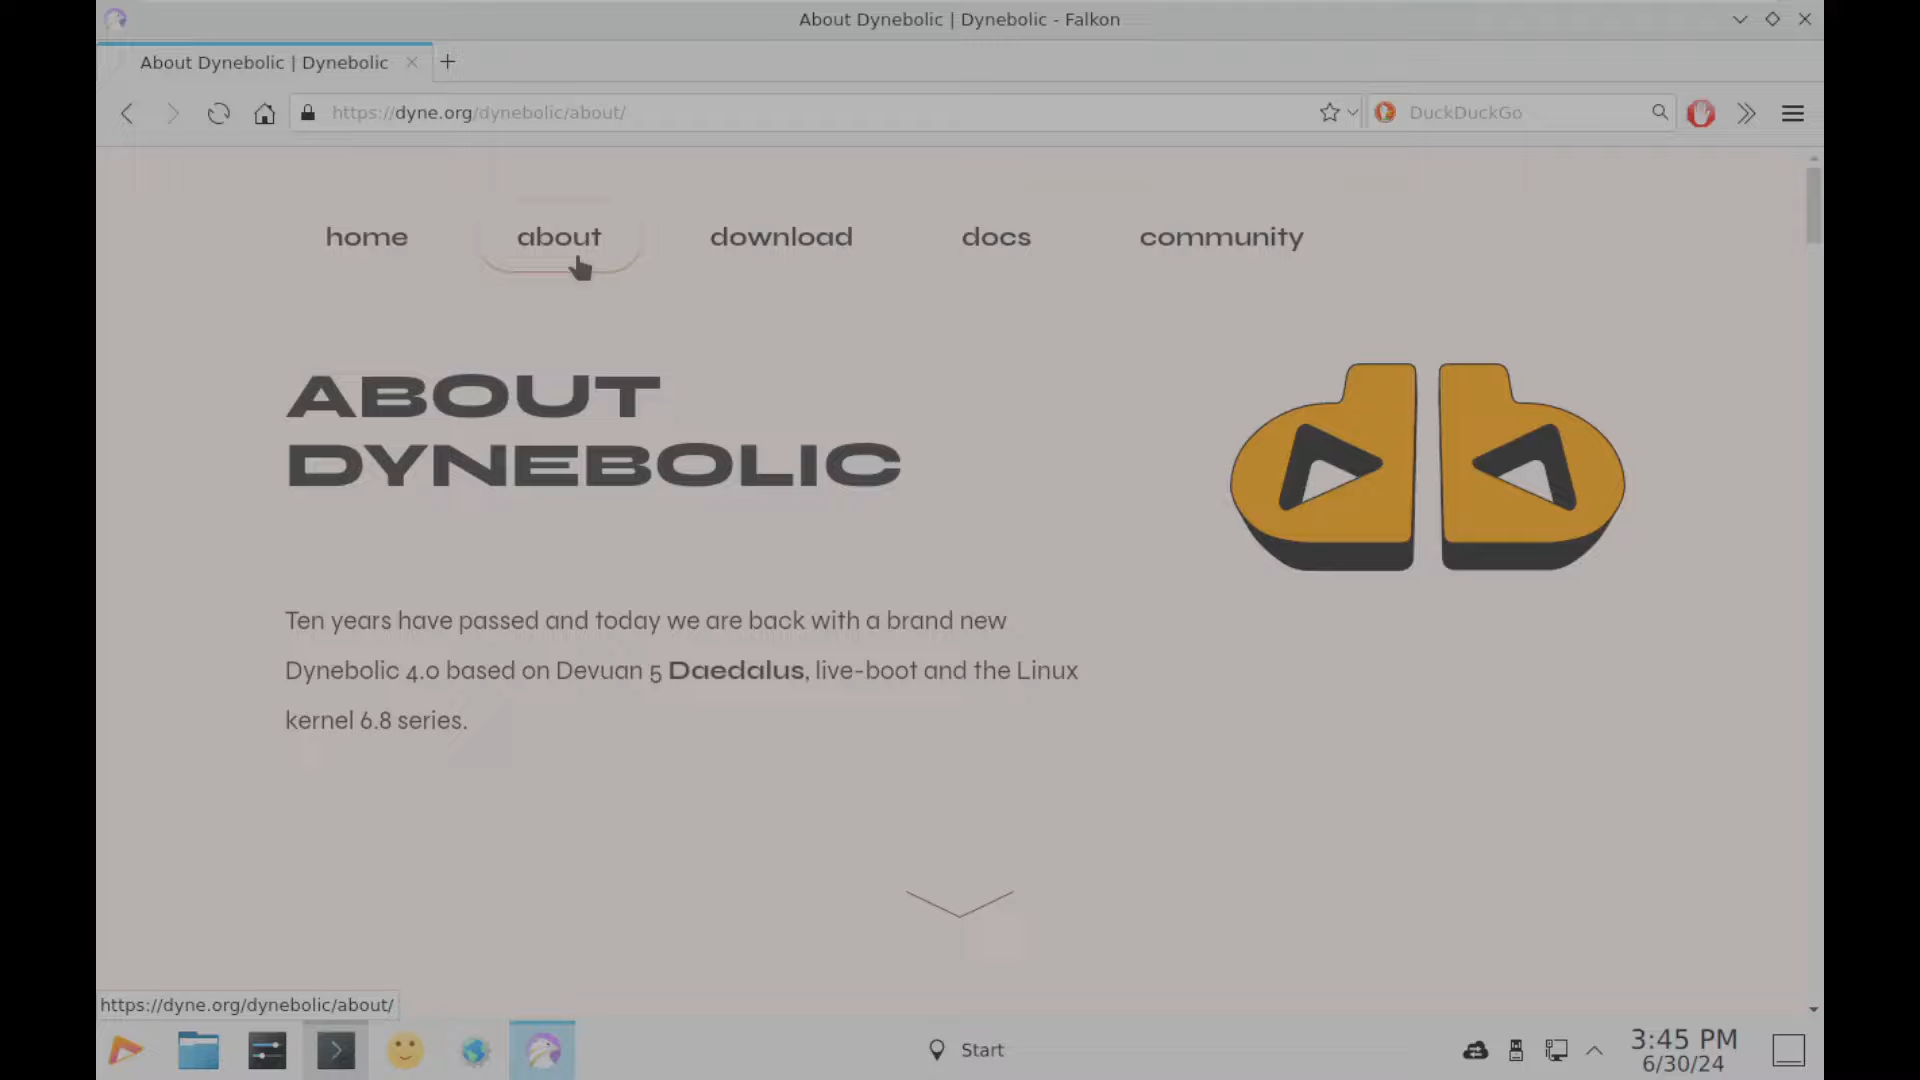 About Dynebolic | Dynebolic - Falkon
About Dynebolic | Dynebolic
https://dyne.org/dynebolic/about/
DuckDuckGo
home
about
download
docs
community
ABOUT
DYNEBOLIC
Ten years have passed and today we are back with a brand new
Dynebolic 4.0 based on Devuan 5 Daedalus, live-boot and the Linux
kernel 6.8 series.
https://dyne.org/dynebolic/about/
Start
3:45 PM
6/30/24